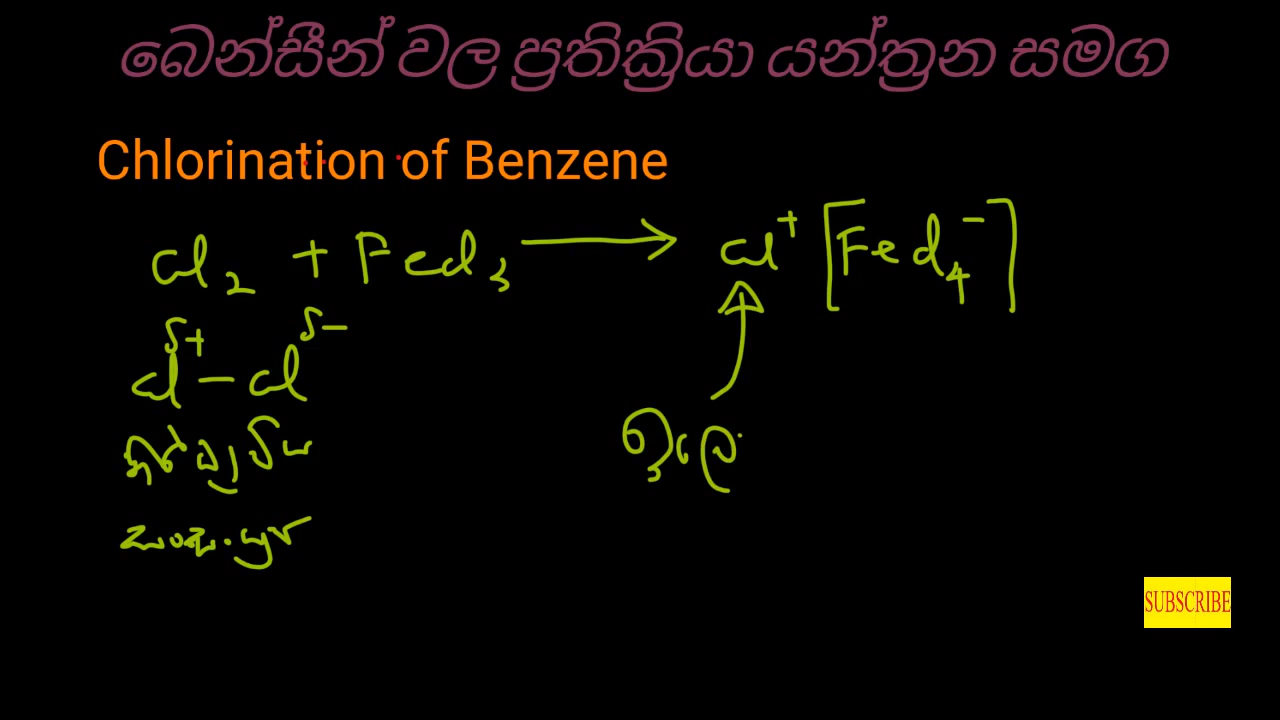 බෙන්සීන් වල ප්‍රතික්‍රියා යන්ත්‍රන සමග
Chlorination of Benzene
Cl₂ + FeCl₃ → Cl⁺ [FeCl₄⁻]
δ+ δ-
Cl - Cl
SUBSCRIBE